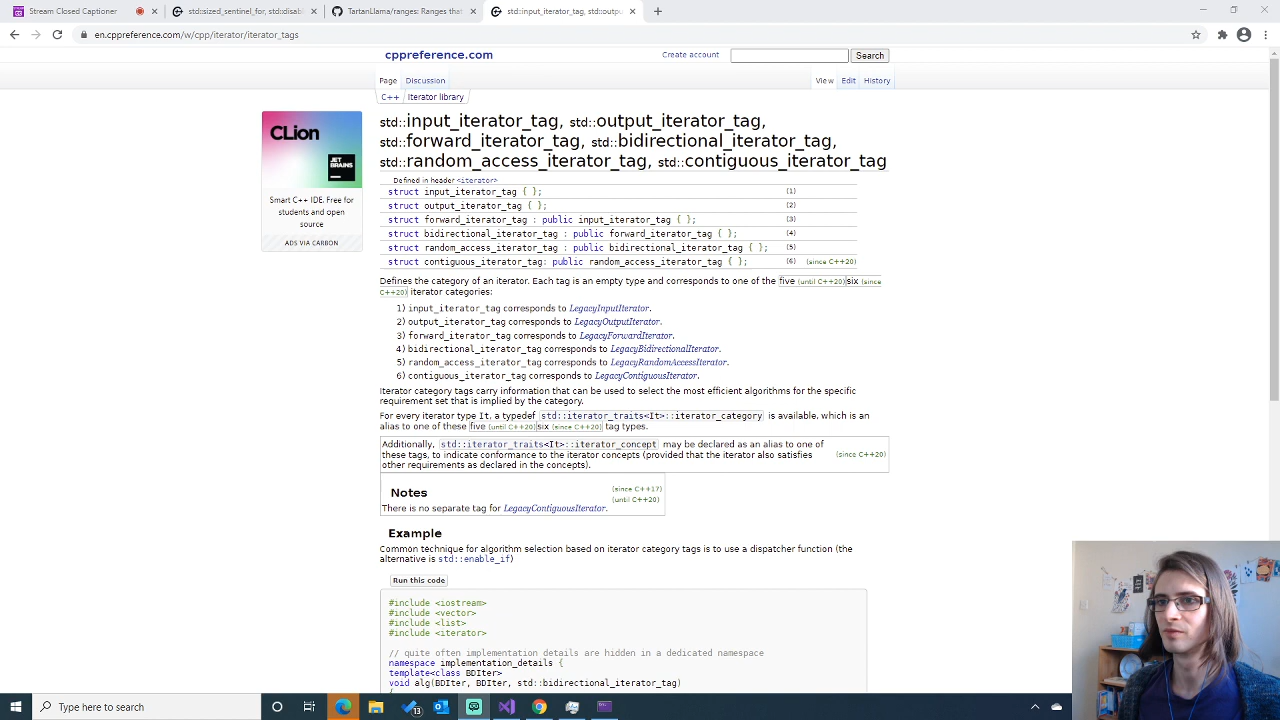 Stream Closed Captioner
std::sized_sentinel_for, std::disabl
TartanLlama/ranges: Ranges that
std::input_iterator_tag, std::outpu
en.cppreference.com/w/cpp/iterator/iterator_tags
cppreference.com
Create account
Search
Page
Discussion
View
Edit
History
C++
Iterator library
std::input_iterator_tag, std::output_iterator_tag,
std::forward_iterator_tag, std::bidirectional_iterator_tag,
std::random_access_iterator_tag, std::contiguous_iterator_tag
CLion
JET
BRAINS
Smart C++ IDE. Free for
students and open
source
ADS VIA CARBON
Defined in header <iterator>
struct input_iterator_tag { }; (1)
struct output_iterator_tag { }; (2)
struct forward_iterator_tag : public input_iterator_tag { }; (3)
struct bidirectional_iterator_tag : public forward_iterator_tag { }; (4)
struct random_access_iterator_tag : public bidirectional_iterator_tag { }; (5)
struct contiguous_iterator_tag: public random_access_iterator_tag { }; (6) (since C++20)
Defines the category of an iterator. Each tag is an empty type and corresponds to one of the five (until C++20)six (since
C++20) iterator categories:
1) input_iterator_tag corresponds to LegacyInputIterator.
2) output_iterator_tag corresponds to LegacyOutputIterator.
3) forward_iterator_tag corresponds to LegacyForwardIterator.
4) bidirectional_iterator_tag corresponds to LegacyBidirectionalIterator.
5) random_access_iterator_tag corresponds to LegacyRandomAccessIterator.
6) contiguous_iterator_tag corresponds to LegacyContiguousIterator.
Iterator category tags carry information that can be used to select the most efficient algorithms for the specific
requirement set that is implied by the category.
For every iterator type It, a typedef std::iterator_traits<It>::iterator_category is available, which is an
alias to one of these five (until C++20)six (since C++20) tag types.
Additionally, std::iterator_traits<It>::iterator_concept may be declared as an alias to one of
these tags, to indicate conformance to the iterator concepts (provided that the iterator also satisfies (since C++20)
other requirements as declared in the concepts).
Notes
(since C++17)
(until C++20)
There is no separate tag for LegacyContiguousIterator.
Example
Common technique for algorithm selection based on iterator category tags is to use a dispatcher function (the
alternative is std::enable_if)
Run this code
#include <iostream>
#include <vector>
#include <list>
#include <iterator>
// quite often implementation details are hidden in a dedicated namespace
namespace implementation_details {
template<class BDIter>
void alg(BDIter, BDIter, std::bidirectional_iterator_tag)
{
Type here to search
13